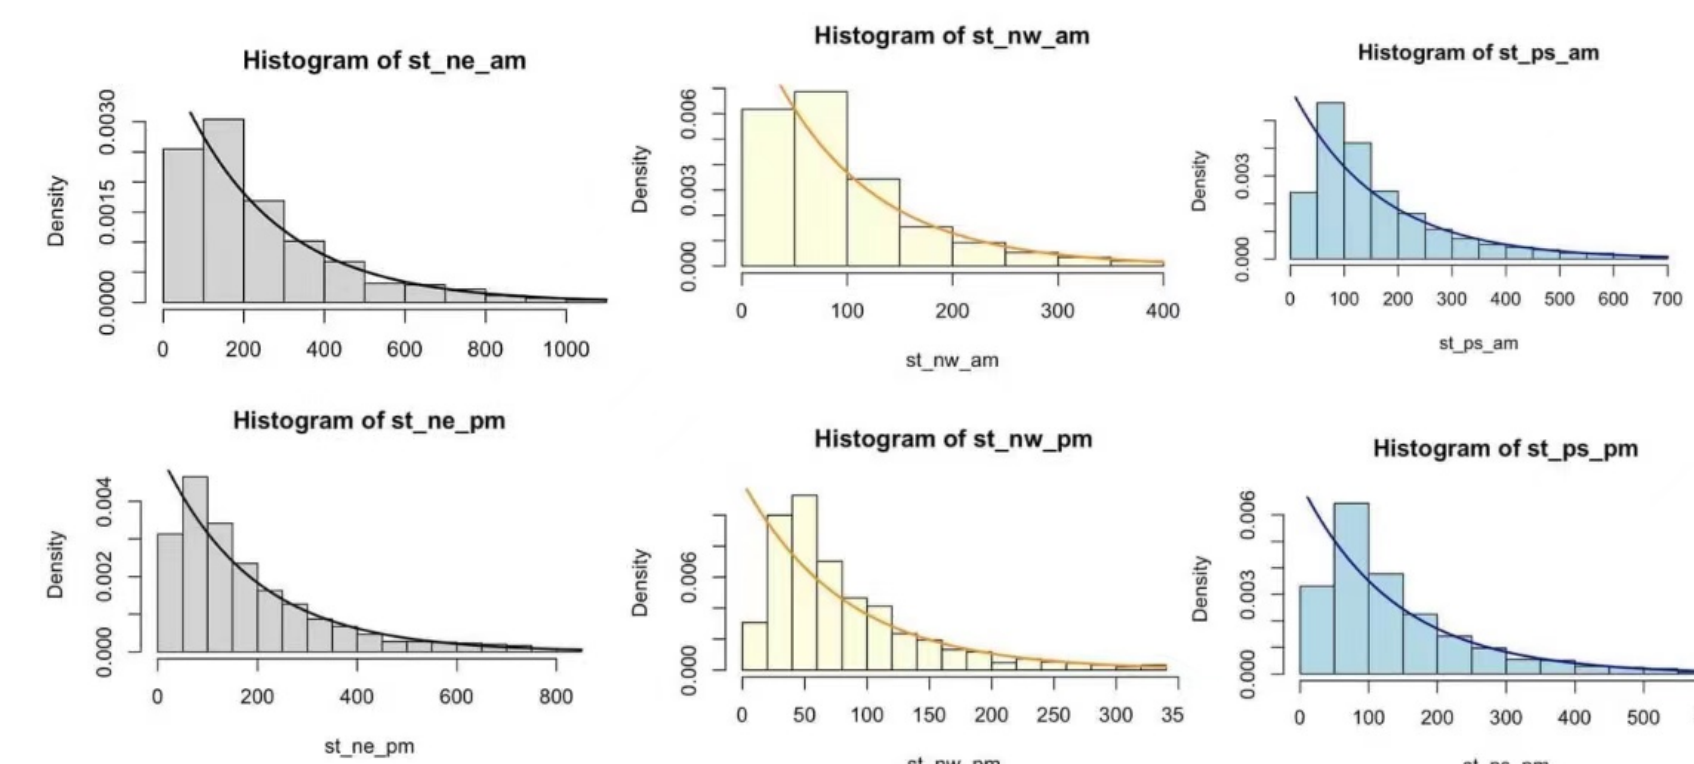 Histogram of st_ne_am
Density
0.0000 0.0015 0.0030
0 200 400 600 800 1000
Histogram of st_nw_am
Density
0.000 0.003 0.006
0 100 200 300 400
st_nw_am
Histogram of st_ps_am
Density
0.000 0.003
0 100 200 300 400 500 600 700
st_ps_am
Histogram of st_ne_pm
Density
0.000 0.002 0.004
0 200 400 600 800
st_ne_pm
Histogram of st_nw_pm
Density
0.000 0.006
0 50 100 150 200 250 300 35
st_nw_pm
Histogram of st_ps_pm
Density
0.000 0.003 0.006
0 100 200 300 400 500
st_ps_pm